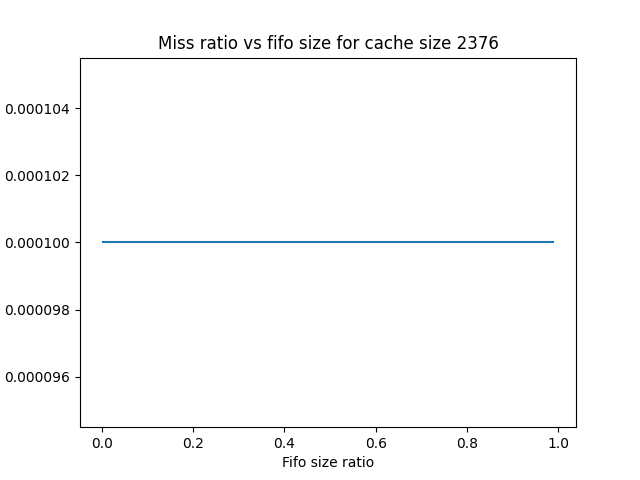 Miss ratio vs fifo size for cache size 2376
0.000104
0.000102
0.000100
0.000098
0.000096
0.0 0.2 0.4 0.6 0.8 1.0
Fifo size ratio